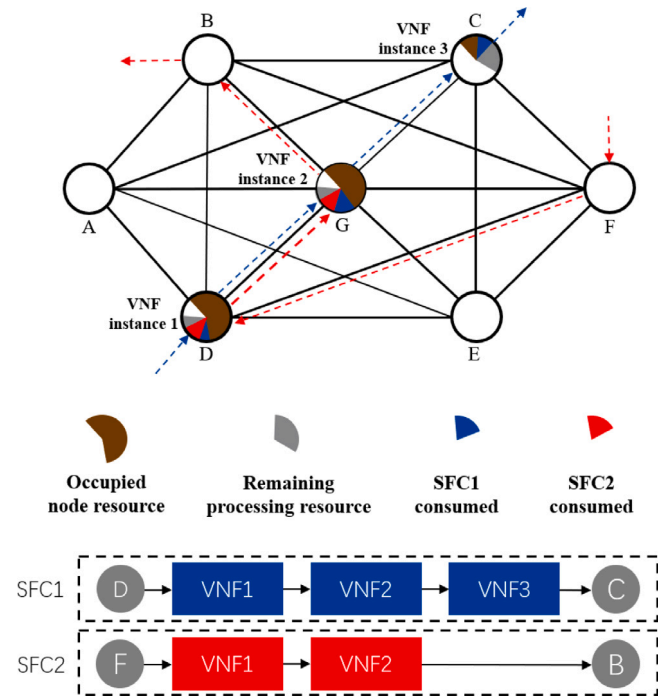 B
VNF
instance 3
C
VNF
instance 2
A
G
F
VNF
instance 1
D
E
Occupied
node resource
Remaining
processing resource
SFC1
consumed
SFC2
consumed
SFC1 D VNF1 VNF2 VNF3 C
SFC2 F VNF1 VNF2 B